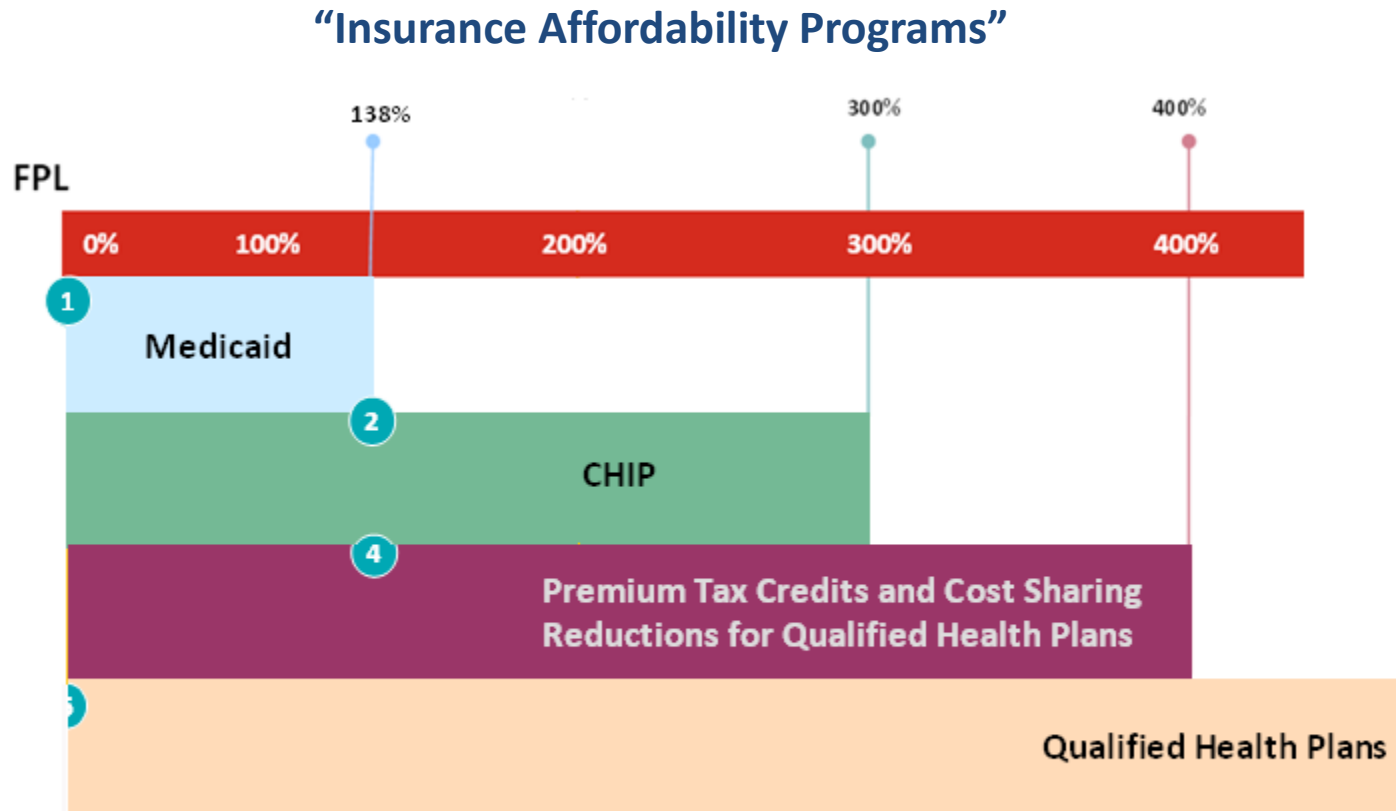 “Insurance Affordability Programs”
138%
300%
400%
FPL
0% 100% 200% 300% 400%
1
Medicaid
2
CHIP
4
Premium Tax Credits and Cost Sharing
Reductions for Qualified Health Plans
Qualified Health Plans